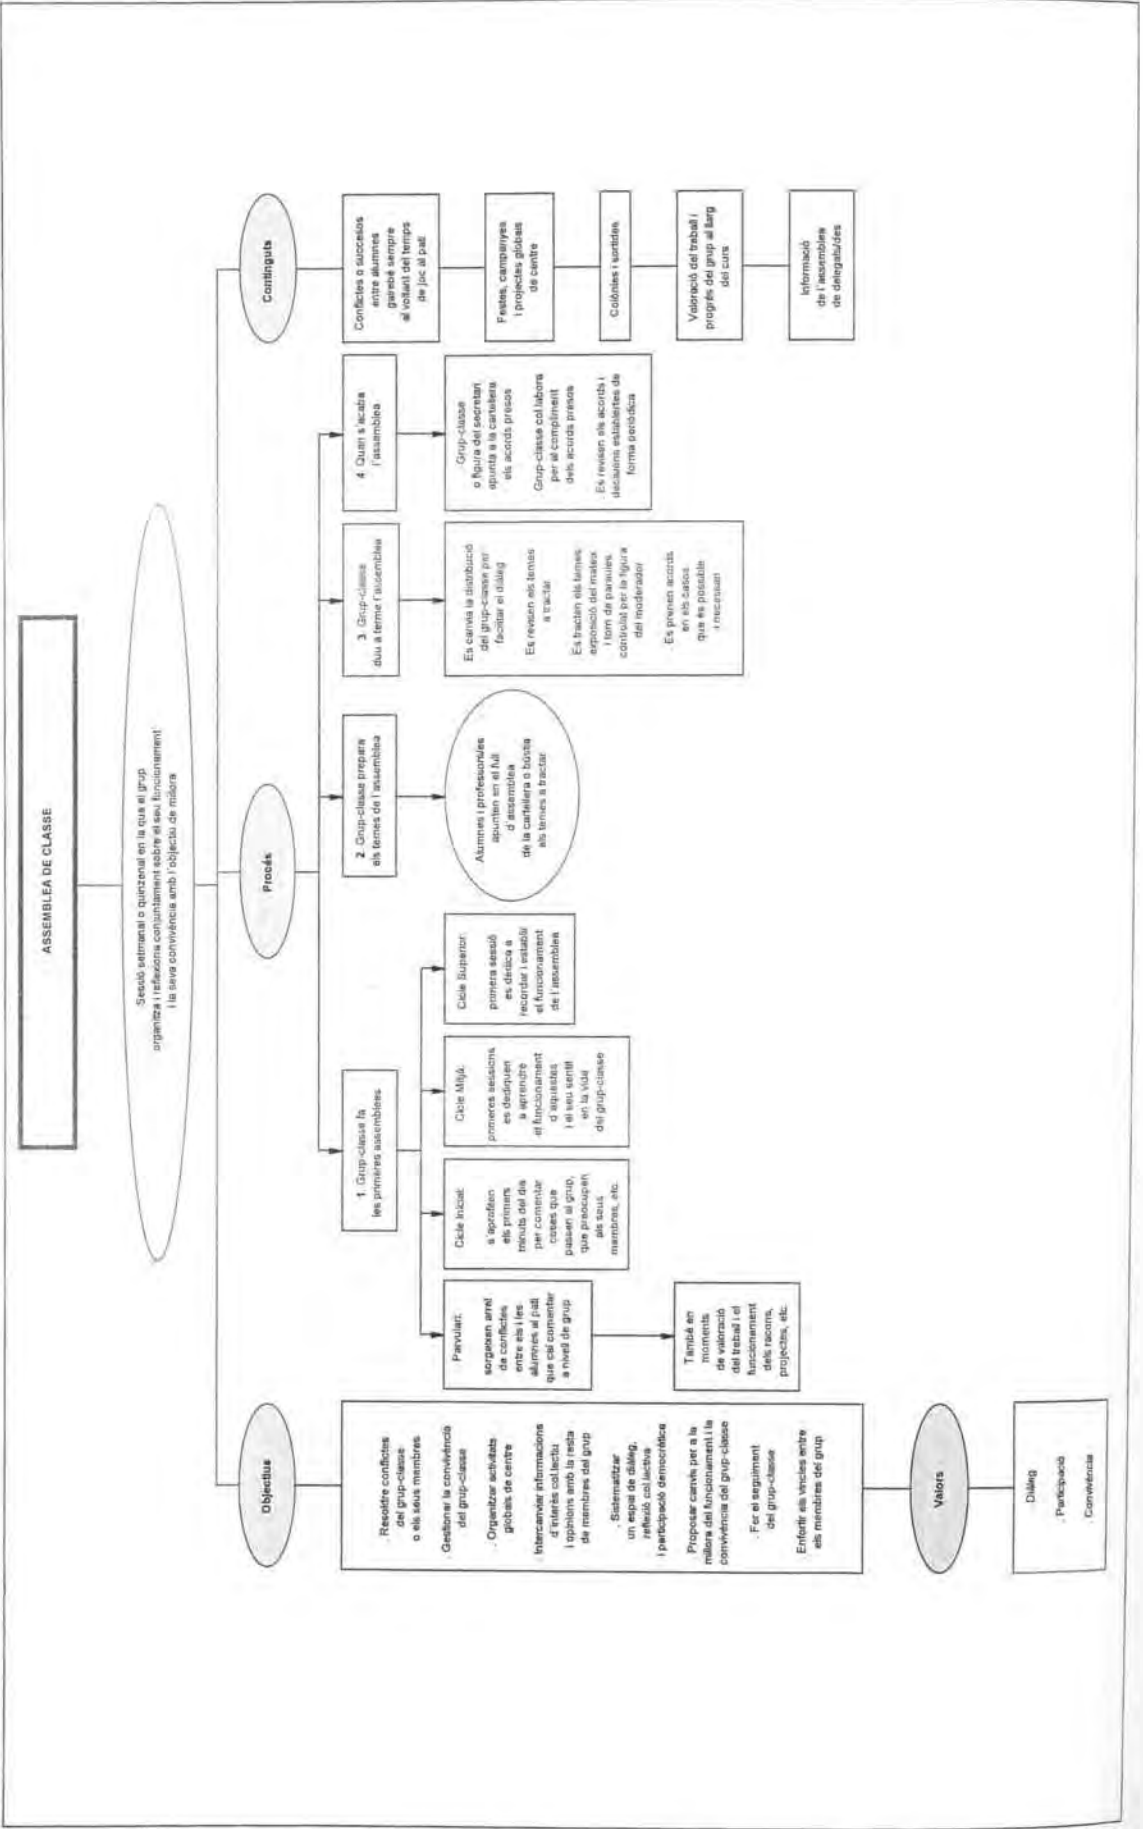 ASSEMBLEA DE CLASSE
Sessió setmanal o quinzenal en la que el grup
organitza i reflexiona conjuntament sobre el seu funcionament
i la seva convivència amb l'objectiu de millora
Objectius
. Resoldre conflictes
del grup-classe
o els seus membres
. Gestionar la convivència
del grup-classe
. Organitzar activitats
globals de centre
. Intercanviar informacions
d'interès col.lectiu
i opinions amb la resta
de membres del grup
. Sistematitzar
un espai de diàleg,
reflexió col.lectiva
i participació democràtica
Proposar canvis per a la
millora del funcionament i la
convivència del grup-classe
. Fer el seguiment
del grup-classe
Enfortir els vincles entre
els membres del grup
Valors
Diàleg
. Participació
. Convivència
Procés
1. Grup-classe fa
les primeres assemblees
Parvulari:
sorgeixen arrel
de conflictes
entre els i les
alumnes al pati
que cal comentar
a nivell de grup
També en
moments
de valoració
del treball i el
funcionament
dels racons,
projectes, etc.
Cicle Inicial:
s'aprofiten
els primers
minuts del dia
per comentar
coses que
passen al grup,
que preocupen
als seus
membres, etc.
Cicle Mitjà:
primeres sessions
es dediquen
a aprendre
el funcionament
d'aquestes
i el seu sentit
en la vida
del grup-classe
Cicle Superior:
primera sessió
es dedica a
recordar i establir
el funcionament
de l'assemblea
2. Grup-classe prepara
els temes de l'assemblea
Alumnes i professors/es
apunten en el full
d'assemblea
de la cartellera o bústia
els temes a tractar
3. Grup-classe
duu a terme l'assemblea
Es canvia la distribució
del grup-classe per
facilitar el diàleg
. Es revisen els temes
a tractar
Es tracten els temes:
exposició del mateix
i torn de paraules
controlat per la figura
del moderador
. Es prenen acords
en els casos
que és possible
i necessari
4. Quan s'acaba
l'assemblea
. Grup-classe
o figura del secretari
apunta a la cartellera
els acords presos
Grup-classe col.labora
per al compliment
dels acords presos
. Es revisen els acords i
decisions establertes de
forma periòdica
Continguts
Conflictes o successos
entre alumnes
gairebé sempre
al voltant del temps
de joc al pati
Festes, campanyes
i projectes globals
de centre
Colònies i sortides
Valoració del treball i
progrés del grup al llarg
del curs
Informació
de l'assemblea
de delegats/des